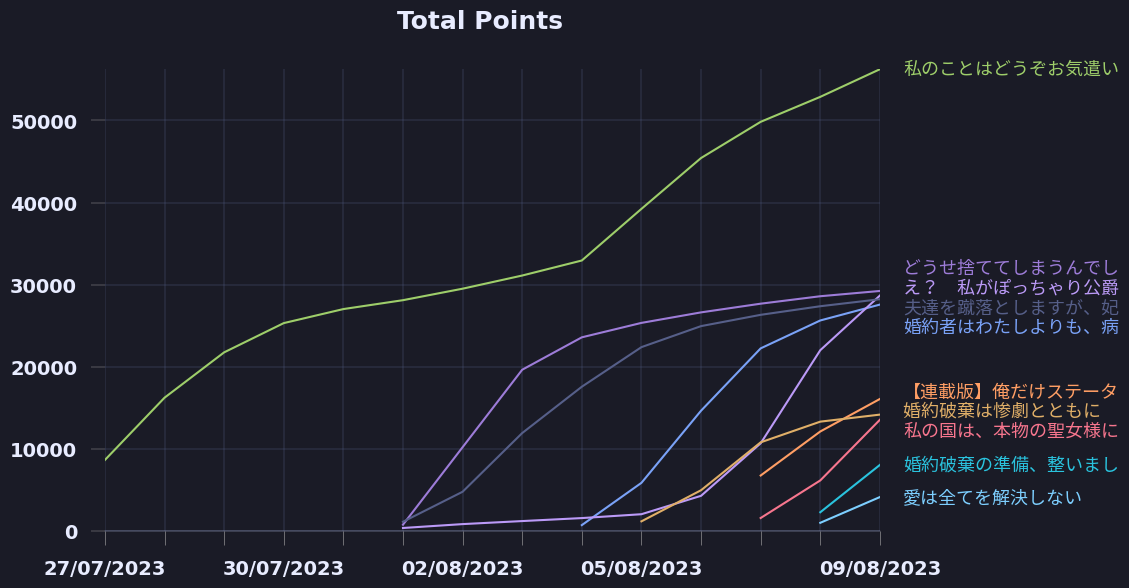 Total Points
50000
40000
30000
20000
10000
0
27/07/2023
30/07/2023
02/08/2023
05/08/2023
09/08/2023
私のことはどうぞお気遣い
どうせ捨ててしまうんでし
え？　私がぽっちゃり公爵
夫達を蹴落としますが、妃
婚約者はわたしよりも、病
【連載版】俺だけステータ
婚約破棄は惨劇とともに
私の国は、本物の聖女様に
婚約破棄の準備、整いまし
愛は全てを解決しない